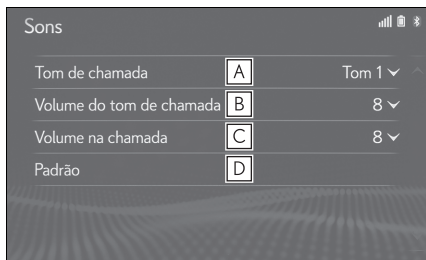 Sons
Tom de chamada A Tom 1
Volume do tom de chamada B 8
Volume na chamada C 8
Padrão D